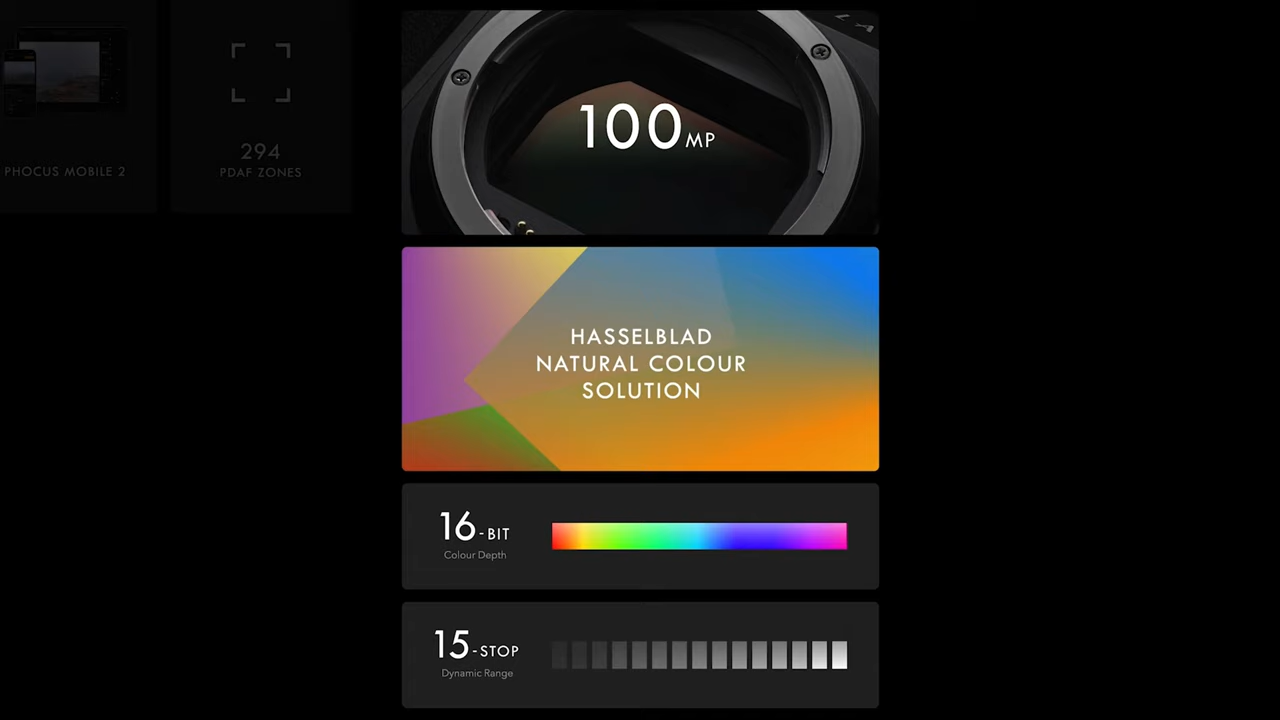 PHOCUS MOBILE 2
294
PDAF ZONES
100MP
HASSELBLAD
NATURAL COLOUR
SOLUTION
16-BIT
Colour Depth
15-STOP
Dynamic Range